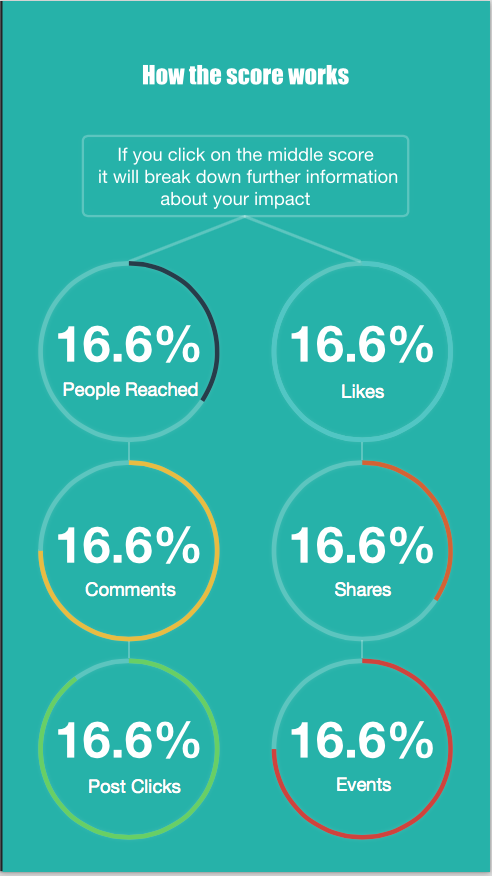 How the score works
If you click on the middle score
it will break down further information
about your impact
16.6%
People Reached
16.6%
Likes
16.6%
Comments
16.6%
Shares
16.6%
Post Clicks
16.6%
Events